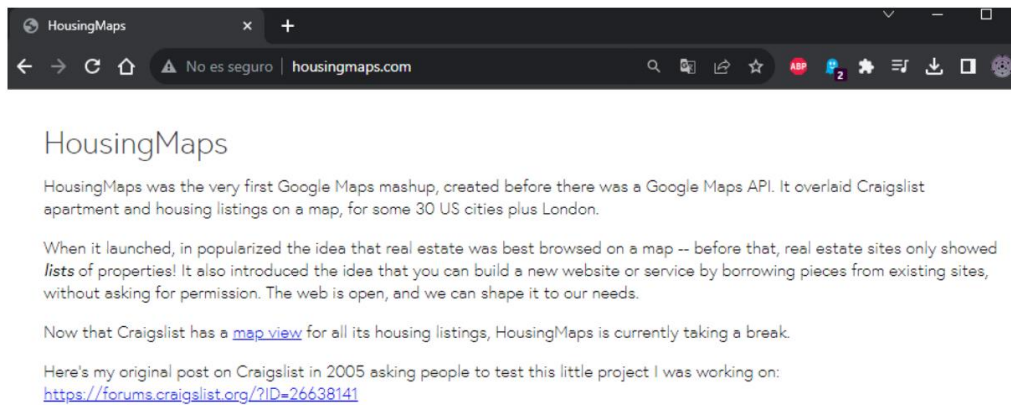 HousingMaps
No es seguro | housingmaps.com
ABP
2
HousingMaps
HousingMaps was the very first Google Maps mashup, created before there was a Google Maps API. It overlaid Craigslist
apartment and housing listings on a map, for some 30 US cities plus London.
When it launched, in popularized the idea that real estate was best browsed on a map -- before that, real estate sites only showed
lists of properties! It also introduced the idea that you can build a new website or service by borrowing pieces from existing sites,
without asking for permission. The web is open, and we can shape it to our needs.
Now that Craigslist has a map view for all its housing listings, HousingMaps is currently taking a break.
Here's my original post on Craigslist in 2005 asking people to test this little project I was working on:
https://forums.craigslist.org/?ID=26638141